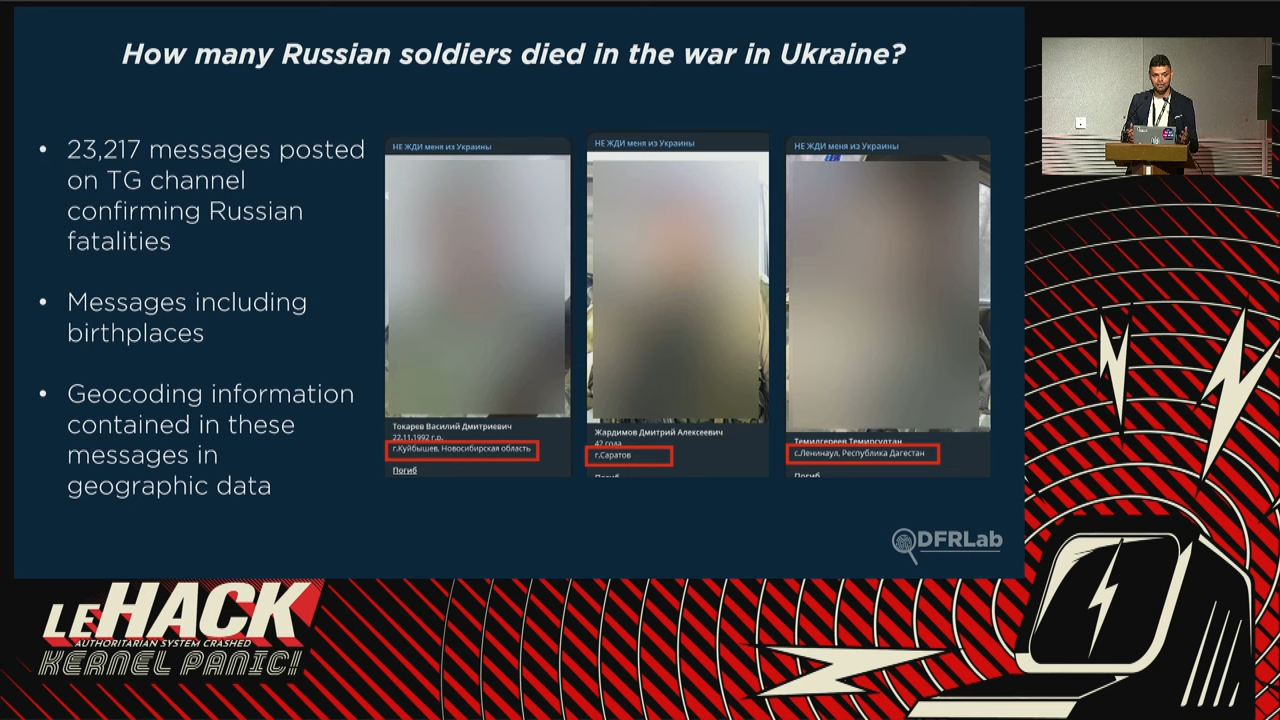 How many Russian soldiers died in the war in Ukraine?
• 23,217 messages posted
on TG channel
confirming Russian
fatalities
• Messages including
birthplaces
• Geocoding information
contained in these
messages in
geographic data
НЕ ЖДИ меня из Украины
Токарев Василий Дмитриевич
22.11.1992 г.р.
г.Куйбышев, Новосибирская область
Погиб
НЕ ЖДИ меня из Украины
Жардимов Дмитрий Алексеевич
42 года
г.Саратов
Погиб
НЕ ЖДИ меня из Украины
Темилгереев Темирсултан
с.Ленинаул, Республика Дагестан
Погиб
DFRLab
LEHACK
AUTHORITARIAN SYSTEM CRASHED
KERNEL PANIC!